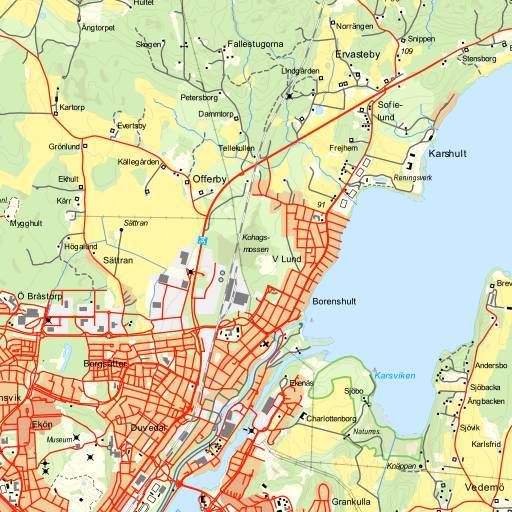 Hultet
Ängtorpet
Norrängen
Snippen
109
Skogen
Fallestugorna
Ervasteby
Stensborg
Lindgården
Kartorp
Petersborg
Sofie-
lund
Dammtorp
Evertsby
Tellekullen
Frejhem
Grönlund
Källegården
Karshult
Offerby
Reningsverk
Ekhult
Kärr
91
Mygghult
Sättran
Kohags-
mossen
Högalund
Sättran
V Lund
Ö Bråstorp
Borenshult
Borgsätter
Andersbo
Karsviken
Ekenäs
Sjöbo
Sjöbacka
Ängbacken
Ekön
Duvedal
Charlottenborg
Naturres.
Sjövik
Museum
Karlsfrid
Knäppan
Vedemö
Grankulla